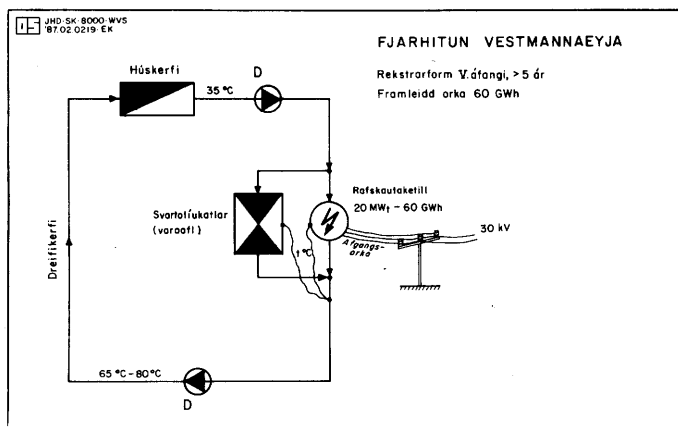 JHD·SK·8000·WVS
'87.02.0219·EK
FJARHITUN VESTMANNAEYJA
Rekstrarform V. áfangi, > 5 ár
Framleidd orka 60 GWh
Húskerfi
35 °C
D
Rafskautaketill
20 MWt – 60 GWh
Svartolíukatlar
(varaafl)
30 kV
Afgangs-
orka
t °C
Dreifikerfi
65 °C – 80 °C
D